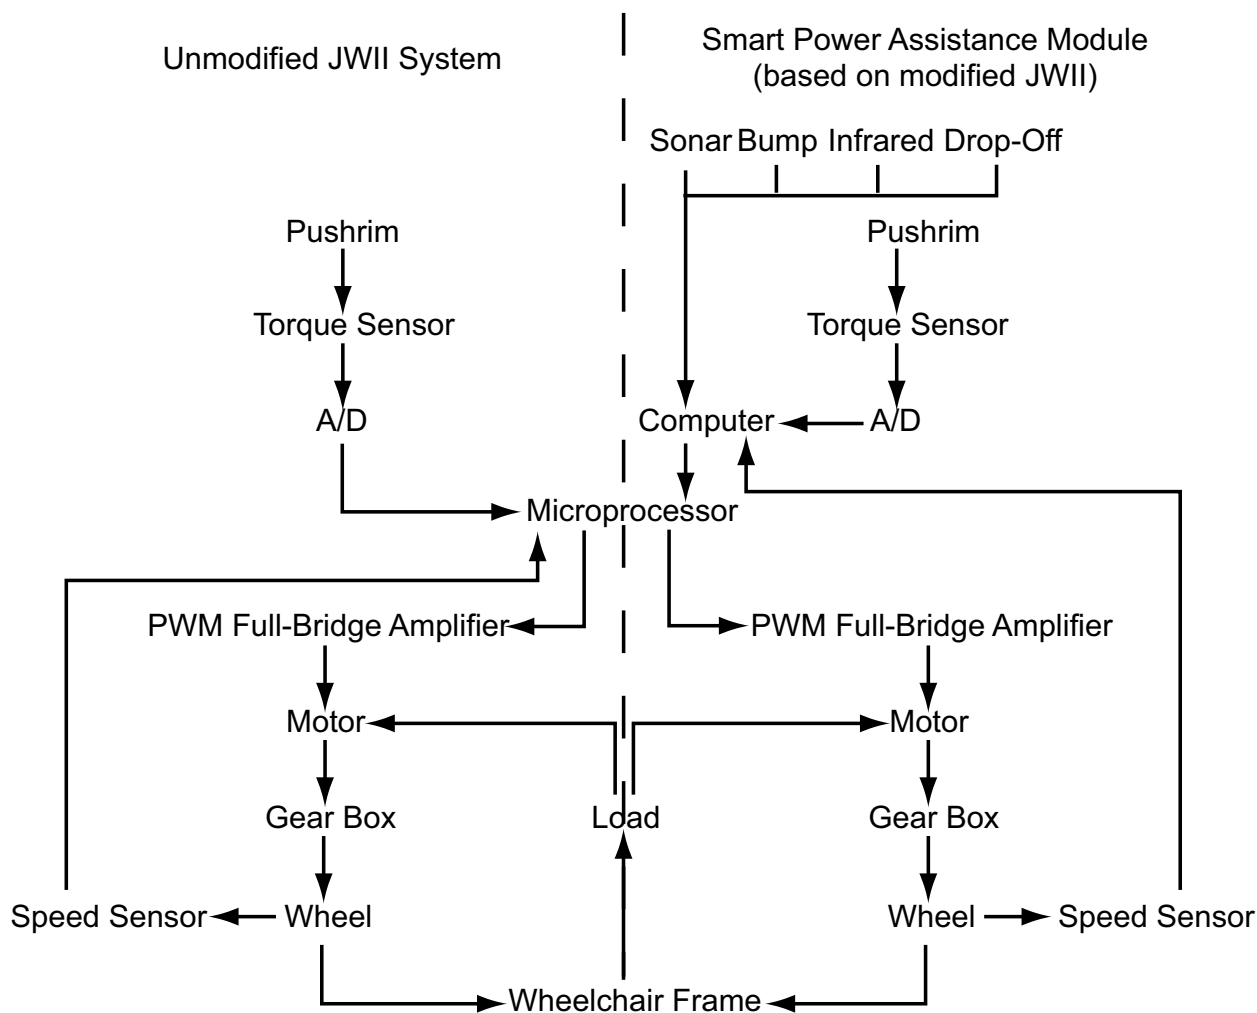 Unmodified JWII System
Smart Power Assistance Module
(based on modified JWII)
Sonar Bump Infrared Drop-Off
Pushrim
Pushrim
Torque Sensor
Torque Sensor
A/D
Computer
A/D
Microprocessor
PWM Full-Bridge Amplifier
PWM Full-Bridge Amplifier
Motor
Motor
Gear Box
Load
Gear Box
Speed Sensor
Wheel
Wheel
Speed Sensor
Wheelchair Frame